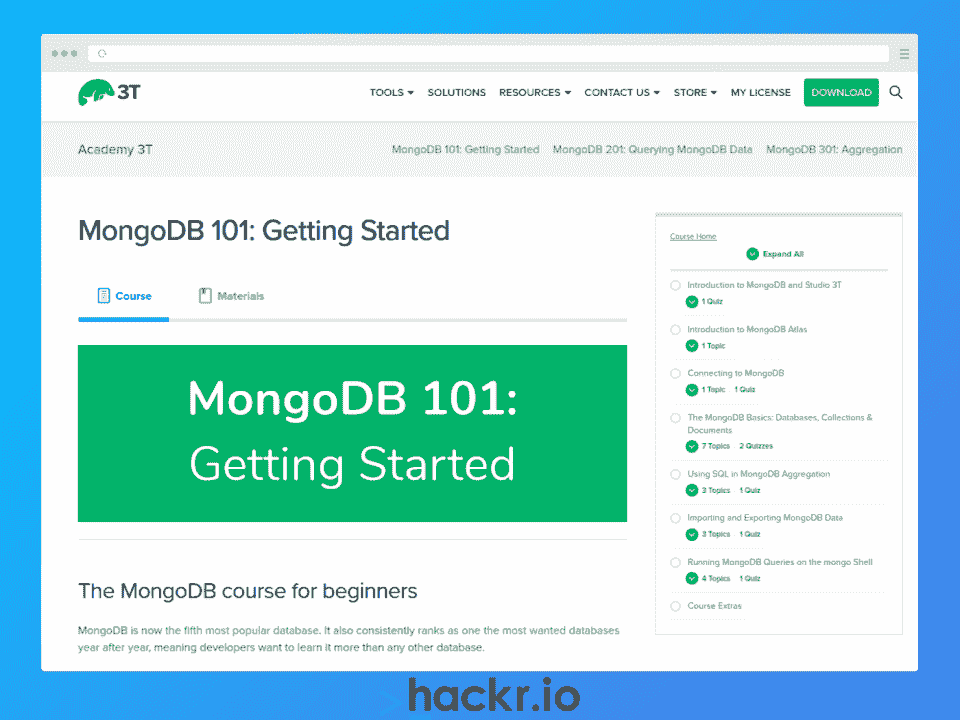 3T
TOOLS SOLUTIONS RESOURCES CONTACT US STORE MY LICENSE DOWNLOAD
Academy 3T
MongoDB 101: Getting Started MongoDB 201: Querying MongoDB Data MongoDB 301: Aggregation
MongoDB 101: Getting Started
Course Materials
MongoDB 101:
Getting Started
The MongoDB course for beginners
MongoDB is now the fifth most popular database. It also consistently ranks as one the most wanted databases
year after year, meaning developers want to learn it more than any other database.
Course Home
Expand All
Introduction to MongoDB and Studio 3T
1 Quiz
Introduction to MongoDB Atlas
1 Topic
Connecting to MongoDB
1 Topic 1 Quiz
The MongoDB Basics: Databases, Collections &
Documents
7 Topics 2 Quizzes
Using SQL in MongoDB Aggregation
3 Topics 1 Quiz
Importing and Exporting MongoDB Data
3 Topics 1 Quiz
Running MongoDB Queries on the mongo Shell
4 Topics 1 Quiz
Course Extras
hackr.io